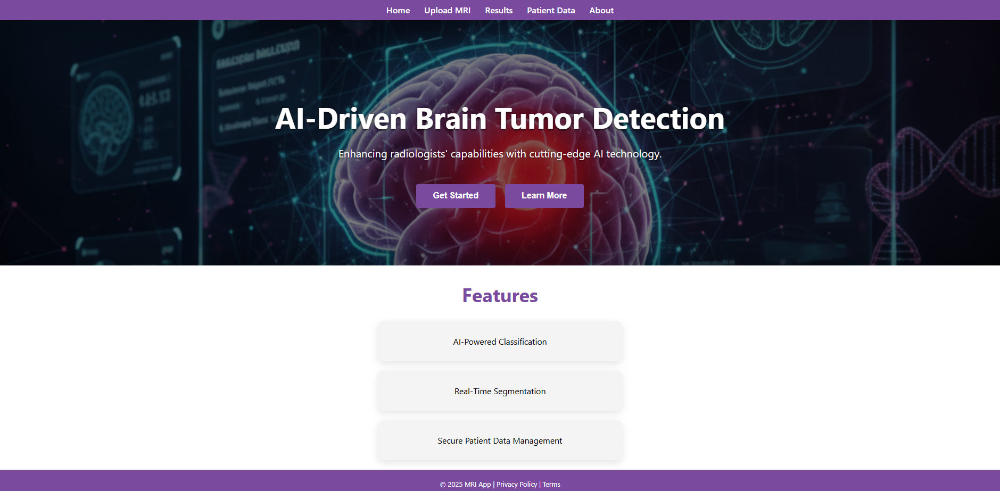 Home Upload MRI Results Patient Data About
AI-Driven Brain Tumor Detection
Enhancing radiologists' capabilities with cutting-edge AI technology.
Get Started Learn More
Features
AI-Powered Classification
Real-Time Segmentation
Secure Patient Data Management
© 2025 MRI App | Privacy Policy | Terms